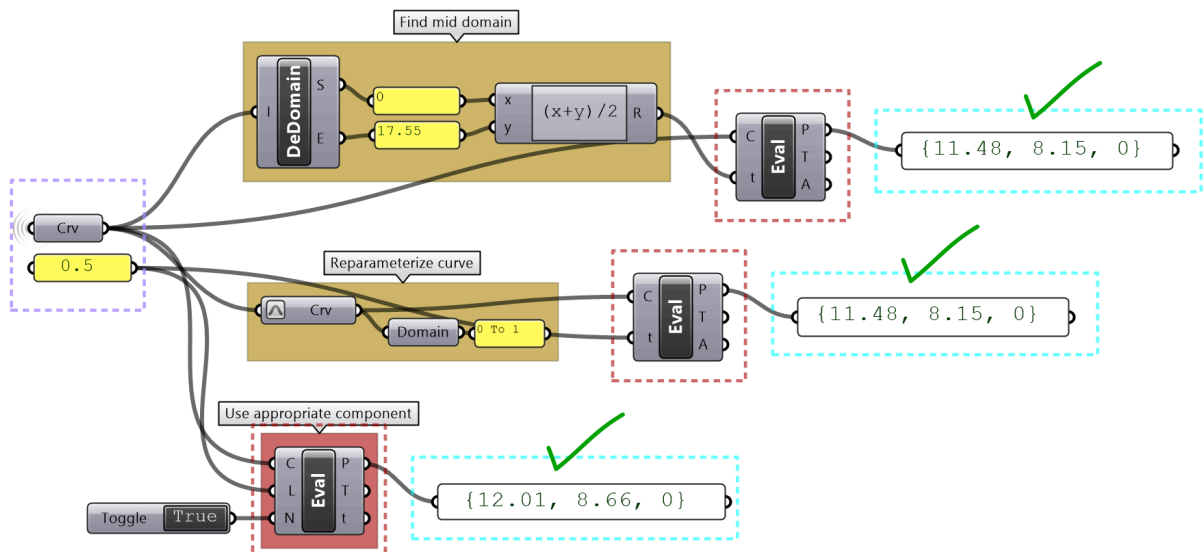 Find mid domain
DeDomain
I
S
E
0
17.55
x
y
(x+y)/2
R
C
t
Eval
P
T
A
{11.48, 8.15, 0}
Crv
0.5
Reparameterize curve
Crv
Domain
0 To 1
C
t
Eval
P
T
A
{11.48, 8.15, 0}
Use appropriate component
C
L
N
Eval
P
T
t
{12.01, 8.66, 0}
Toggle True